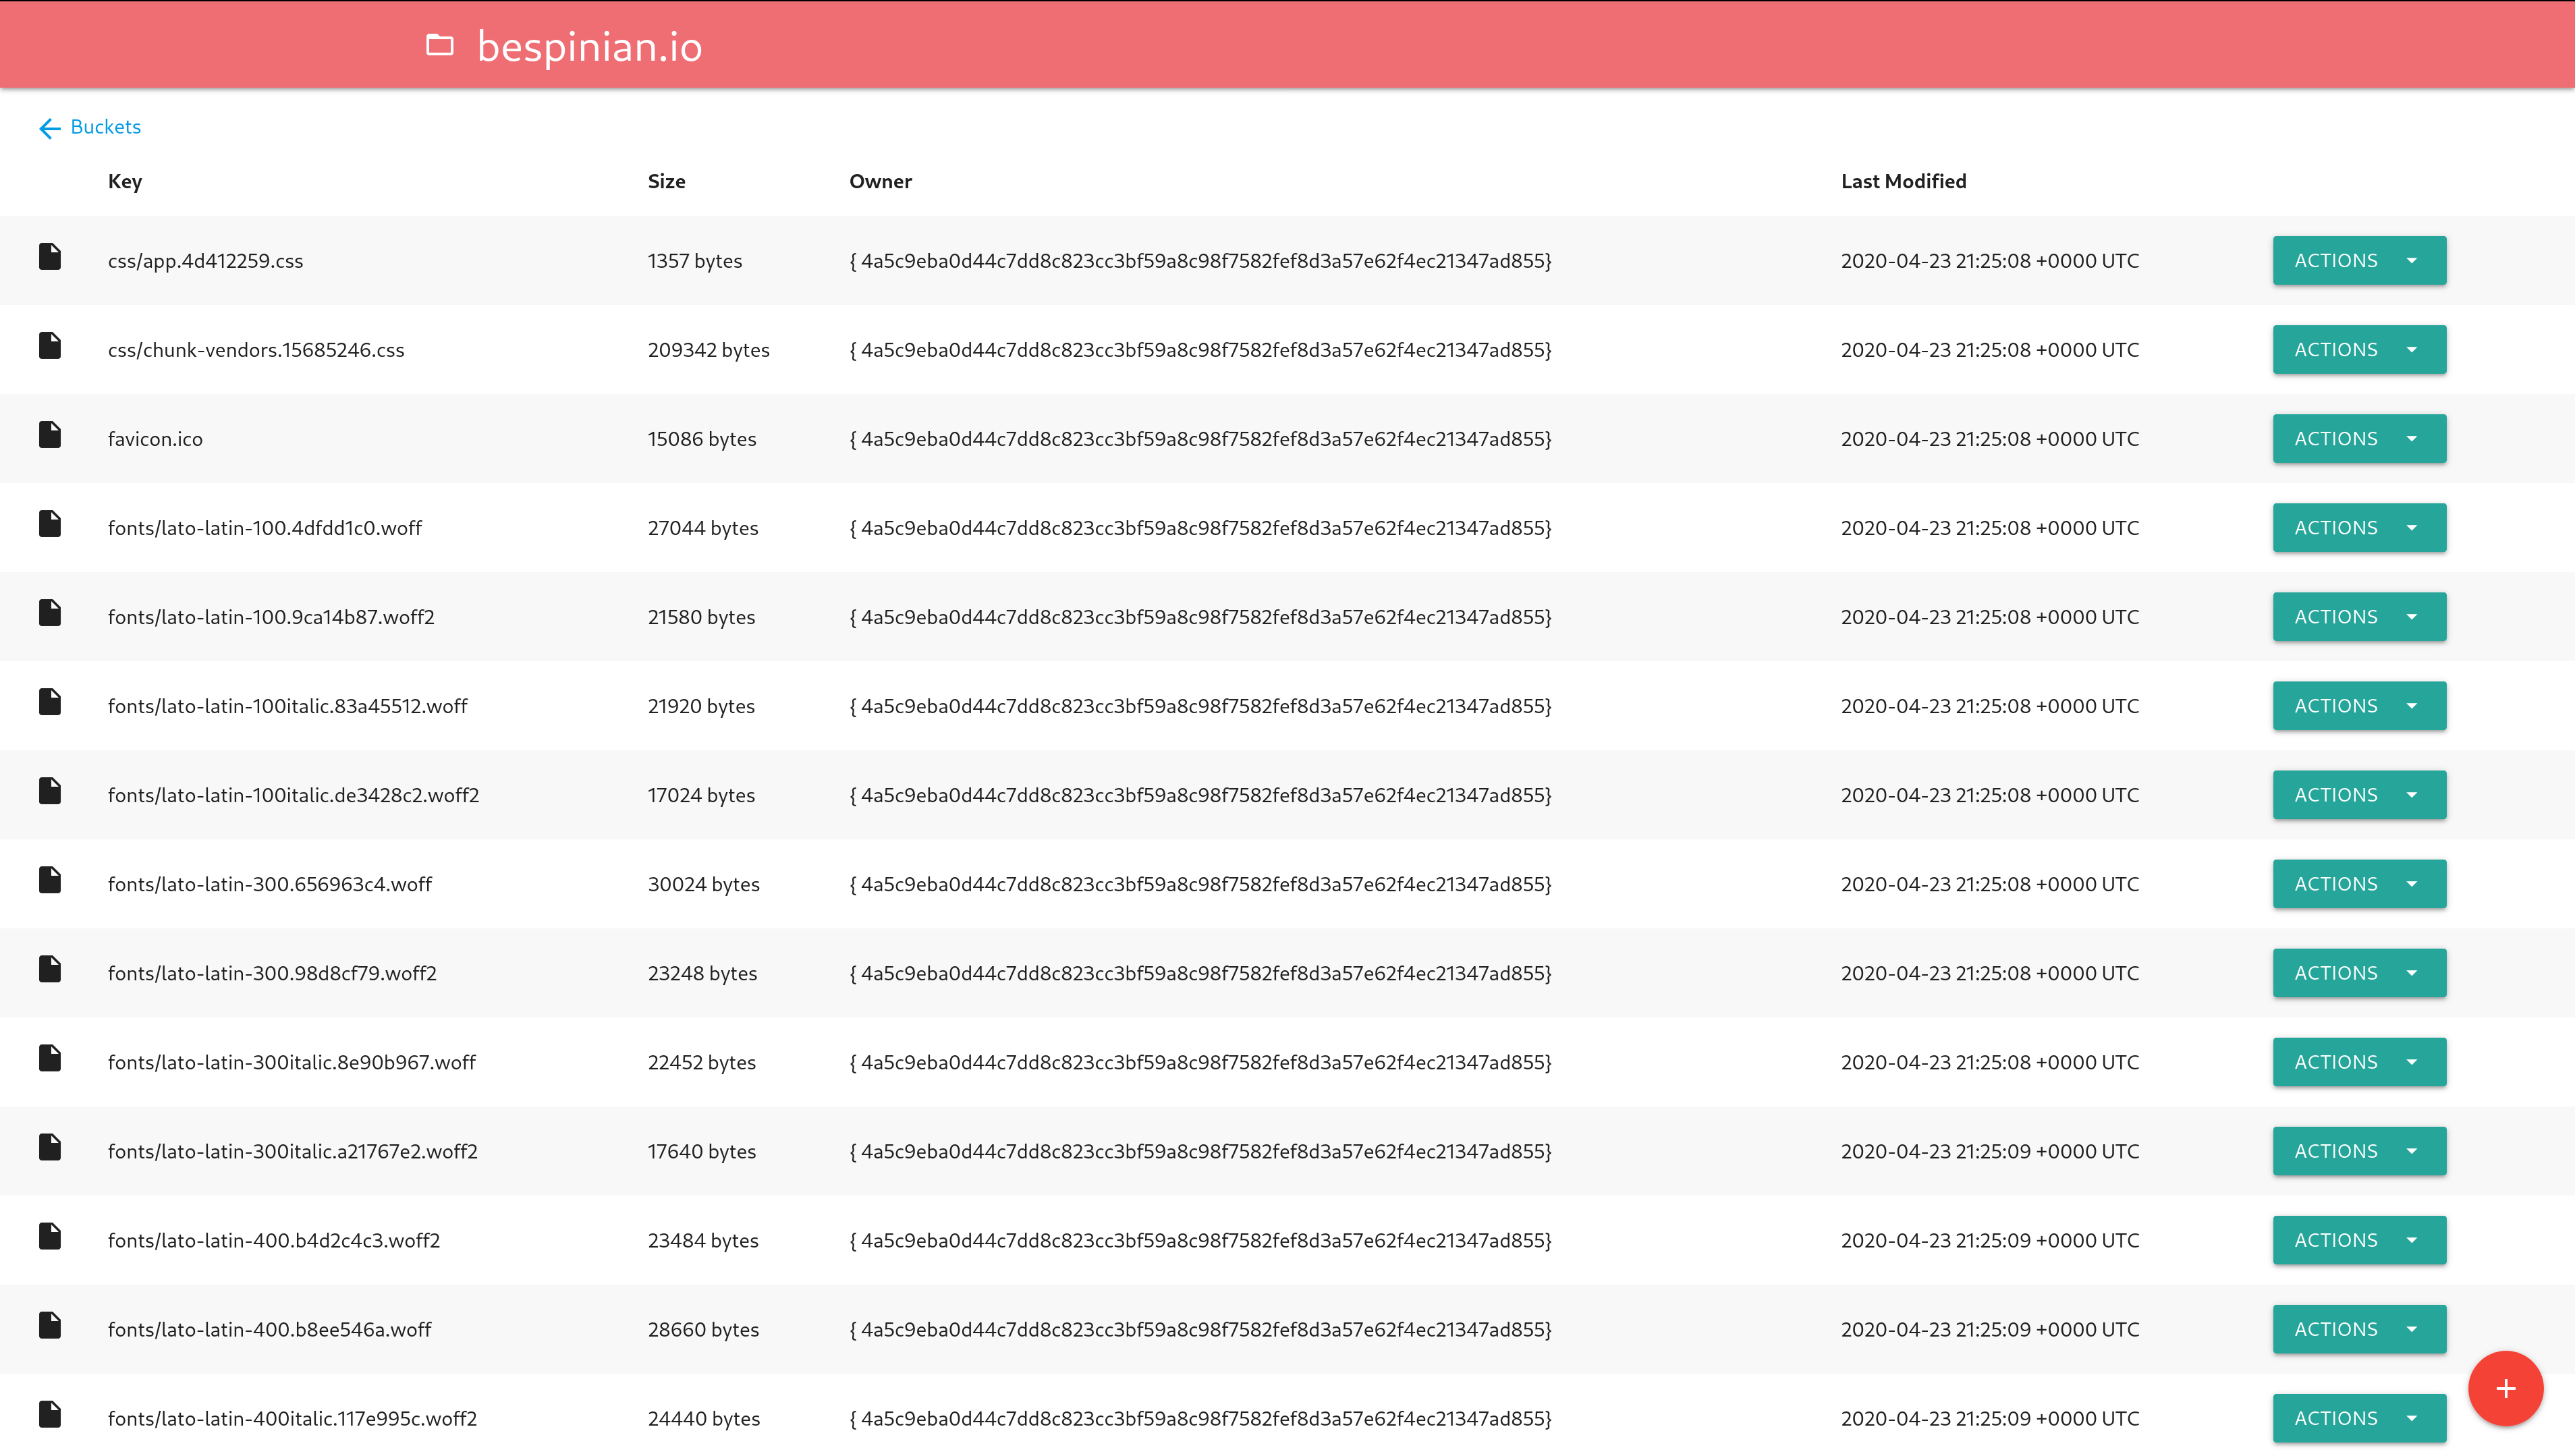 bespinian.io
Buckets
Key Size Owner Last Modified
css/app.4d412259.css 1357 bytes { 4a5c9eba0d44c7dd8c823cc3bf59a8c98f7582fef8d3a57e62f4ec21347ad855} 2020-04-23 21:25:08 +0000 UTC ACTIONS
css/chunk-vendors.15685246.css 209342 bytes { 4a5c9eba0d44c7dd8c823cc3bf59a8c98f7582fef8d3a57e62f4ec21347ad855} 2020-04-23 21:25:08 +0000 UTC ACTIONS
favicon.ico 15086 bytes { 4a5c9eba0d44c7dd8c823cc3bf59a8c98f7582fef8d3a57e62f4ec21347ad855} 2020-04-23 21:25:08 +0000 UTC ACTIONS
fonts/lato-latin-100.4dfdd1c0.woff 27044 bytes { 4a5c9eba0d44c7dd8c823cc3bf59a8c98f7582fef8d3a57e62f4ec21347ad855} 2020-04-23 21:25:08 +0000 UTC ACTIONS
fonts/lato-latin-100.9ca14b87.woff2 21580 bytes { 4a5c9eba0d44c7dd8c823cc3bf59a8c98f7582fef8d3a57e62f4ec21347ad855} 2020-04-23 21:25:08 +0000 UTC ACTIONS
fonts/lato-latin-100italic.83a45512.woff 21920 bytes { 4a5c9eba0d44c7dd8c823cc3bf59a8c98f7582fef8d3a57e62f4ec21347ad855} 2020-04-23 21:25:08 +0000 UTC ACTIONS
fonts/lato-latin-100italic.de3428c2.woff2 17024 bytes { 4a5c9eba0d44c7dd8c823cc3bf59a8c98f7582fef8d3a57e62f4ec21347ad855} 2020-04-23 21:25:08 +0000 UTC ACTIONS
fonts/lato-latin-300.656963c4.woff 30024 bytes { 4a5c9eba0d44c7dd8c823cc3bf59a8c98f7582fef8d3a57e62f4ec21347ad855} 2020-04-23 21:25:08 +0000 UTC ACTIONS
fonts/lato-latin-300.98d8cf79.woff2 23248 bytes { 4a5c9eba0d44c7dd8c823cc3bf59a8c98f7582fef8d3a57e62f4ec21347ad855} 2020-04-23 21:25:08 +0000 UTC ACTIONS
fonts/lato-latin-300italic.8e90b967.woff 22452 bytes { 4a5c9eba0d44c7dd8c823cc3bf59a8c98f7582fef8d3a57e62f4ec21347ad855} 2020-04-23 21:25:08 +0000 UTC ACTIONS
fonts/lato-latin-300italic.a21767e2.woff2 17640 bytes { 4a5c9eba0d44c7dd8c823cc3bf59a8c98f7582fef8d3a57e62f4ec21347ad855} 2020-04-23 21:25:09 +0000 UTC ACTIONS
fonts/lato-latin-400.b4d2c4c3.woff2 23484 bytes { 4a5c9eba0d44c7dd8c823cc3bf59a8c98f7582fef8d3a57e62f4ec21347ad855} 2020-04-23 21:25:09 +0000 UTC ACTIONS
fonts/lato-latin-400.b8ee546a.woff 28660 bytes { 4a5c9eba0d44c7dd8c823cc3bf59a8c98f7582fef8d3a57e62f4ec21347ad855} 2020-04-23 21:25:09 +0000 UTC ACTIONS
fonts/lato-latin-400italic.117e995c.woff2 24440 bytes { 4a5c9eba0d44c7dd8c823cc3bf59a8c98f7582fef8d3a57e62f4ec21347ad855} 2020-04-23 21:25:09 +0000 UTC ACTIONS